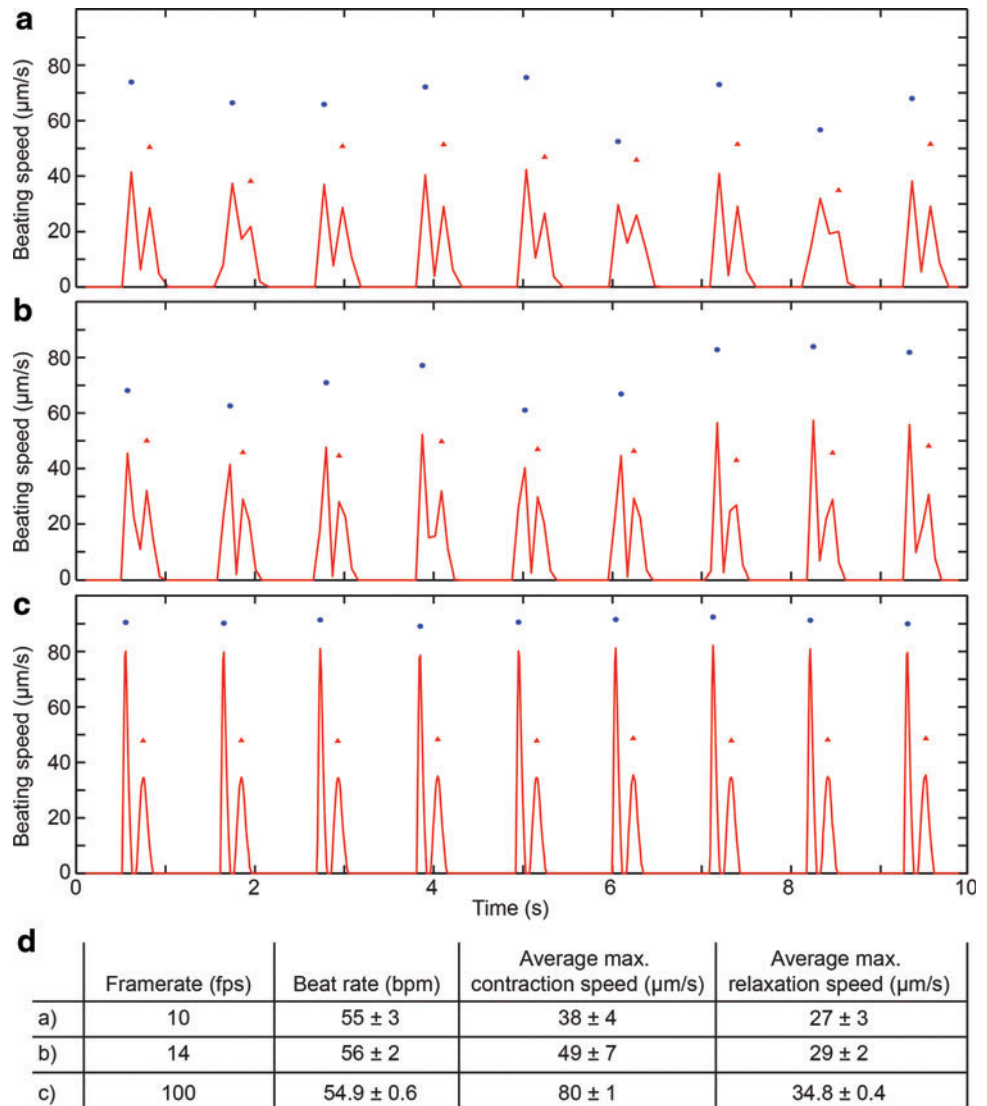 a
Beating speed (µm/s)
80
60
40
20
0
b
Beating speed (µm/s)
80
60
40
20
0
c
Beating speed (µm/s)
80
60
40
20
0
0 2 4 6 8 10
Time (s)
d
Framerate (fps) Beat rate (bpm) Average max. contraction speed (µm/s) Average max. relaxation speed (µm/s)
a) 10 55 ± 3 38 ± 4 27 ± 3
b) 14 56 ± 2 49 ± 7 29 ± 2
c) 100 54.9 ± 0.6 80 ± 1 34.8 ± 0.4